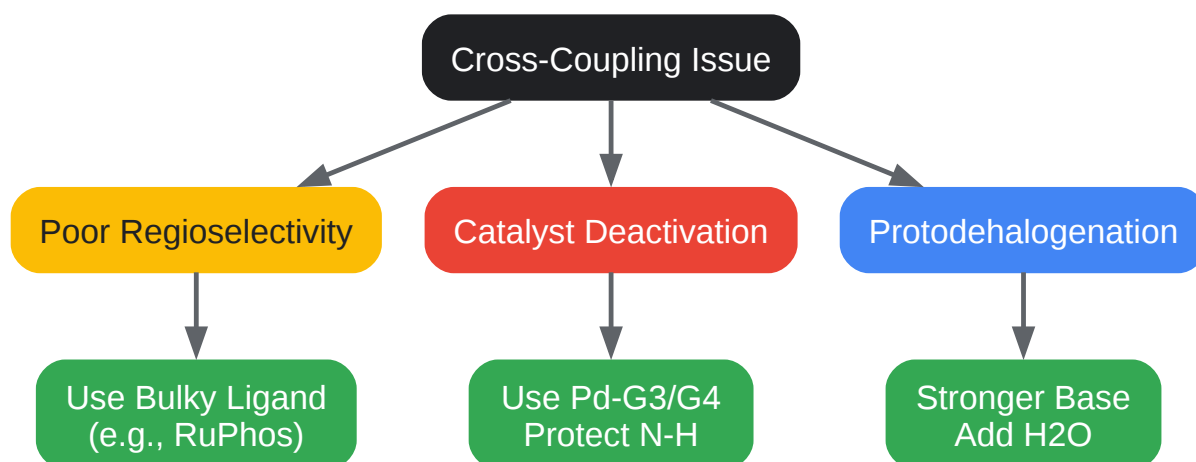 Cross-Coupling Issue
Poor Regioselectivity
Catalyst Deactivation
Protodehalogenation
Use Bulky Ligand
(e.g., RuPhos)
Use Pd-G3/G4
Protect N-H
Stronger Base
Add H2O